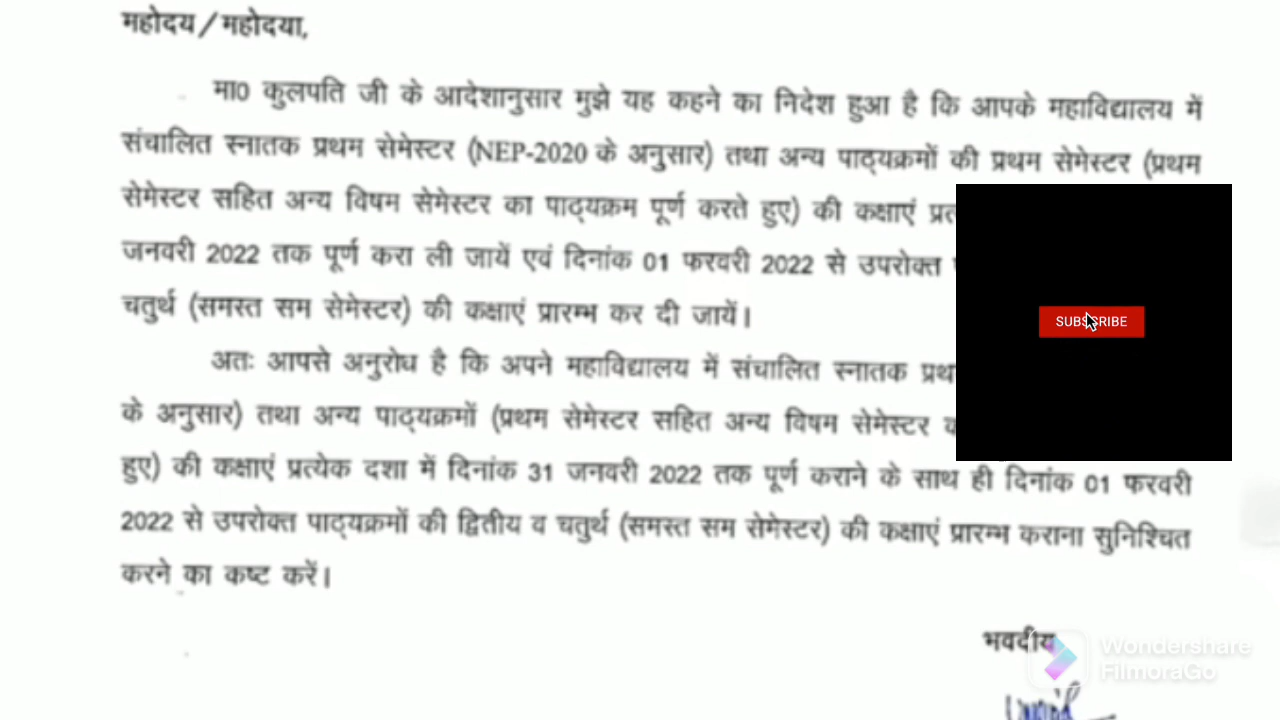 महोदय/महोदया,
मा0 कुलपति जी के आदेशानुसार मुझे यह कहने का निदेश हुआ है कि आपके महाविद्यालय में
संचालित स्नातक प्रथम सेमेस्टर (NEP-2020 के अनुसार) तथा अन्य पाठ्यक्रमों की प्रथम सेमेस्टर (प्रथम
सेमेस्टर सहित अन्य विषम सेमेस्टर का पाठ्यक्रम पूर्ण करते हुए) की कक्षाएं
जनवरी 2022 तक पूर्ण करा ली जायें एवं दिनांक 01 फरवरी 2022 से उपरोक्त
SUBSCRIBE
चतुर्थ (समस्त सम सेमेस्टर) की कक्षाएं प्रारम्भ कर दी जायें।
अतः आपसे अनुरोध है कि अपने महाविद्यालय में संचालित स्नातक
के अनुसार) तथा अन्य पाठ्यक्रमों (प्रथम सेमेस्टर सहित अन्य विषम सेमेस्टर
हुए) की कक्षाएं प्रत्येक दशा में दिनांक 31 जनवरी 2022 तक पूर्ण कराने के साथ ही दिनांक 01 फरवरी
2022 से उपरोक्त पाठ्यक्रमों की द्वितीय व चतुर्थ (समस्त सम सेमेस्टर) की कक्षाएं प्रारम्भ कराना सुनिश्चित
करने का कष्ट करें।
भवदीय
Wondershare
FilmoraGo